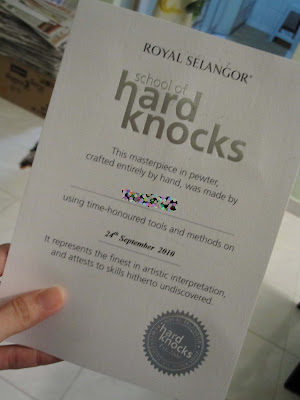 ROYAL SELANGOR®
school of
hard
knocks
This masterpiece in pewter,
crafted entirely by hand, was made by
using time-honoured tools and methods on
24th September 2010
It represents the finest in artistic interpretation,
and attests to skills hitherto undiscovered.
hard
knocks